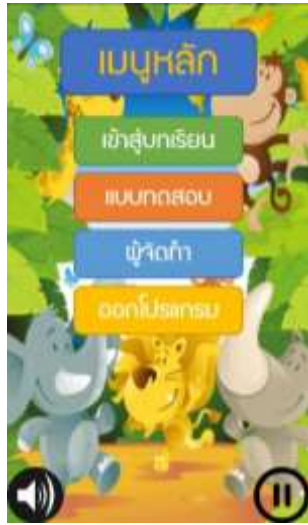 เมนูหลัก
เข้าสู่บทเรียน
แบบทดสอบ
ผู้จัดทำ
ออกโปรแกรม